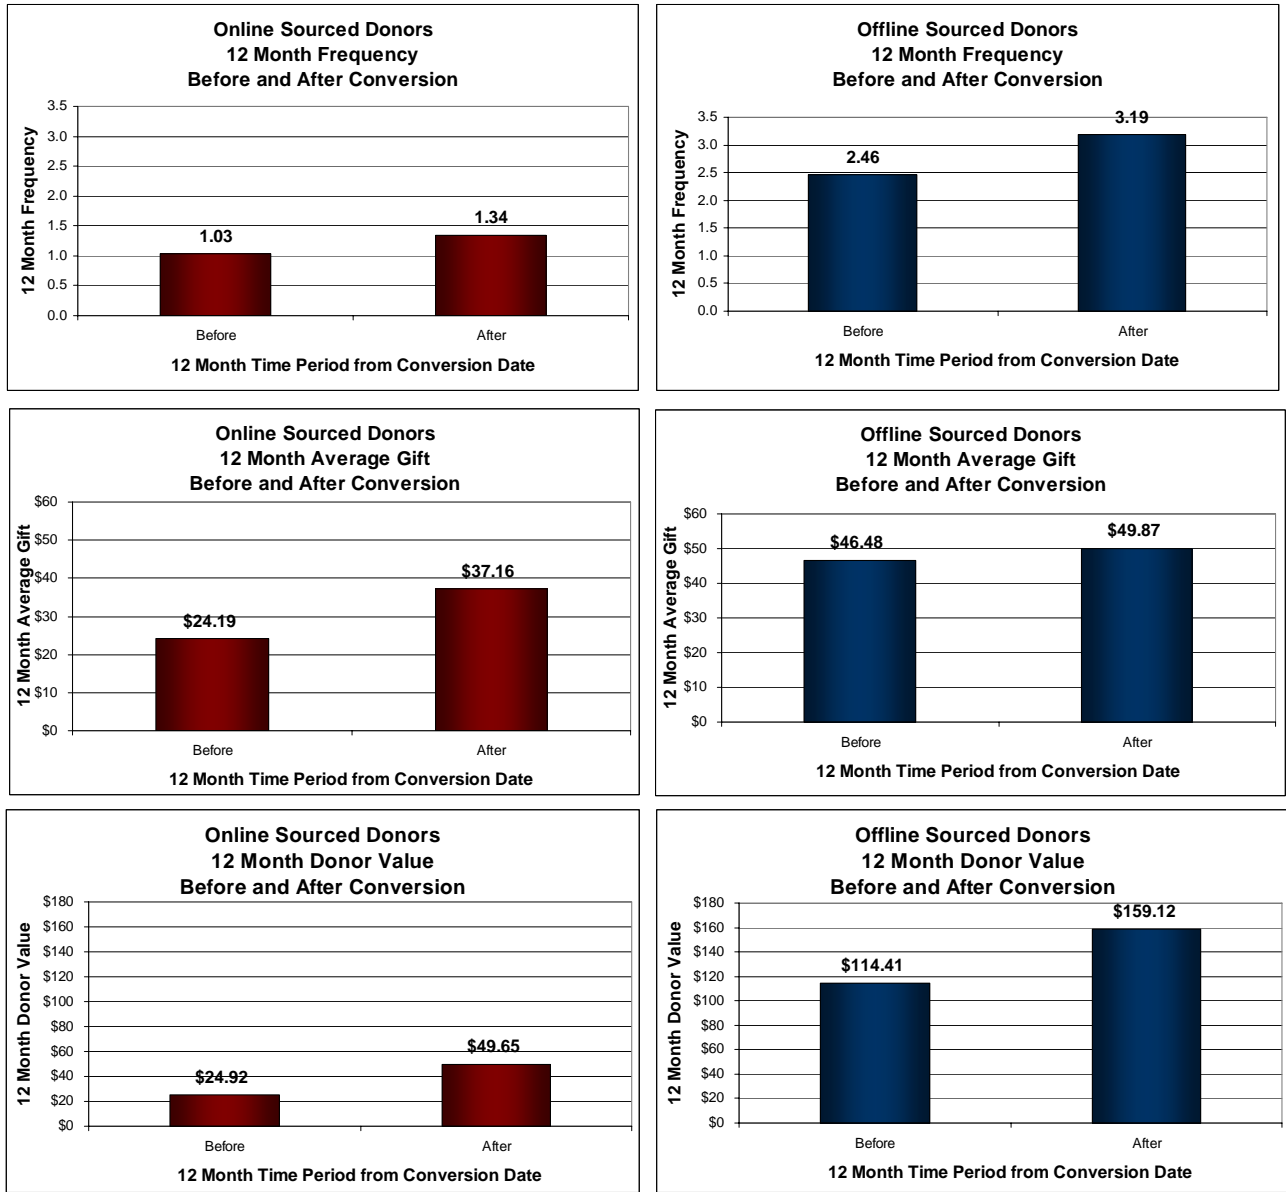 Online Sourced Donors
12 Month Frequency
Before and After Conversion
12 Month Frequency
3.5
3.0
2.5
2.0
1.5
1.0
0.5
0.0
1.03
1.34
Before
After
12 Month Time Period from Conversion Date
Offline Sourced Donors
12 Month Frequency
Before and After Conversion
12 Month Frequency
3.5
3.0
2.5
2.0
1.5
1.0
0.5
0.0
2.46
3.19
Before
After
12 Month Time Period from Conversion Date
Online Sourced Donors
12 Month Average Gift
Before and After Conversion
12 Month Average Gift
$60
$50
$40
$30
$20
$10
$0
$24.19
$37.16
Before
After
12 Month Time Period from Conversion Date
Offline Sourced Donors
12 Month Average Gift
Before and After Conversion
12 Month Average Gift
$60
$50
$40
$30
$20
$10
$0
$46.48
$49.87
Before
After
12 Month Time Period from Conversion Date
Online Sourced Donors
12 Month Donor Value
Before and After Conversion
12 Month Donor Value
$180
$160
$140
$120
$100
$80
$60
$40
$20
$0
$24.92
$49.65
Before
After
12 Month Time Period from Conversion Date
Offline Sourced Donors
12 Month Donor Value
Before and After Conversion
12 Month Donor Value
$180
$160
$140
$120
$100
$80
$60
$40
$20
$0
$114.41
$159.12
Before
After
12 Month Time Period from Conversion Date